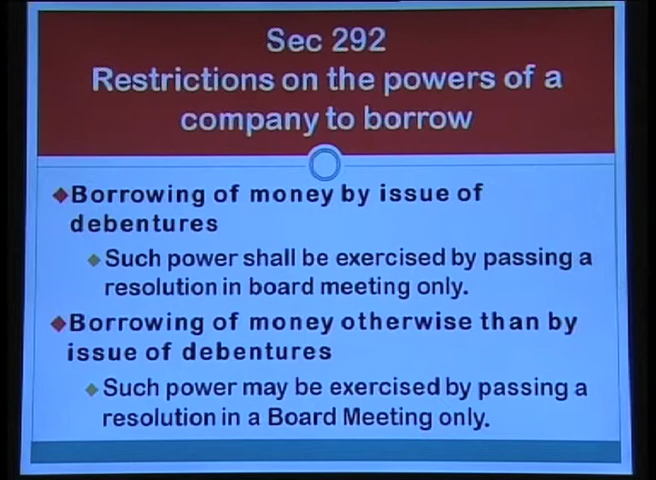 Sec 292
Restrictions on the powers of a
company to borrow
Borrowing of money by issue of
debentures
Such power shall be exercised by passing a
resolution in board meeting only.
Borrowing of money otherwise than by
issue of debentures
Such power may be exercised by passing a
resolution in a Board Meeting only.